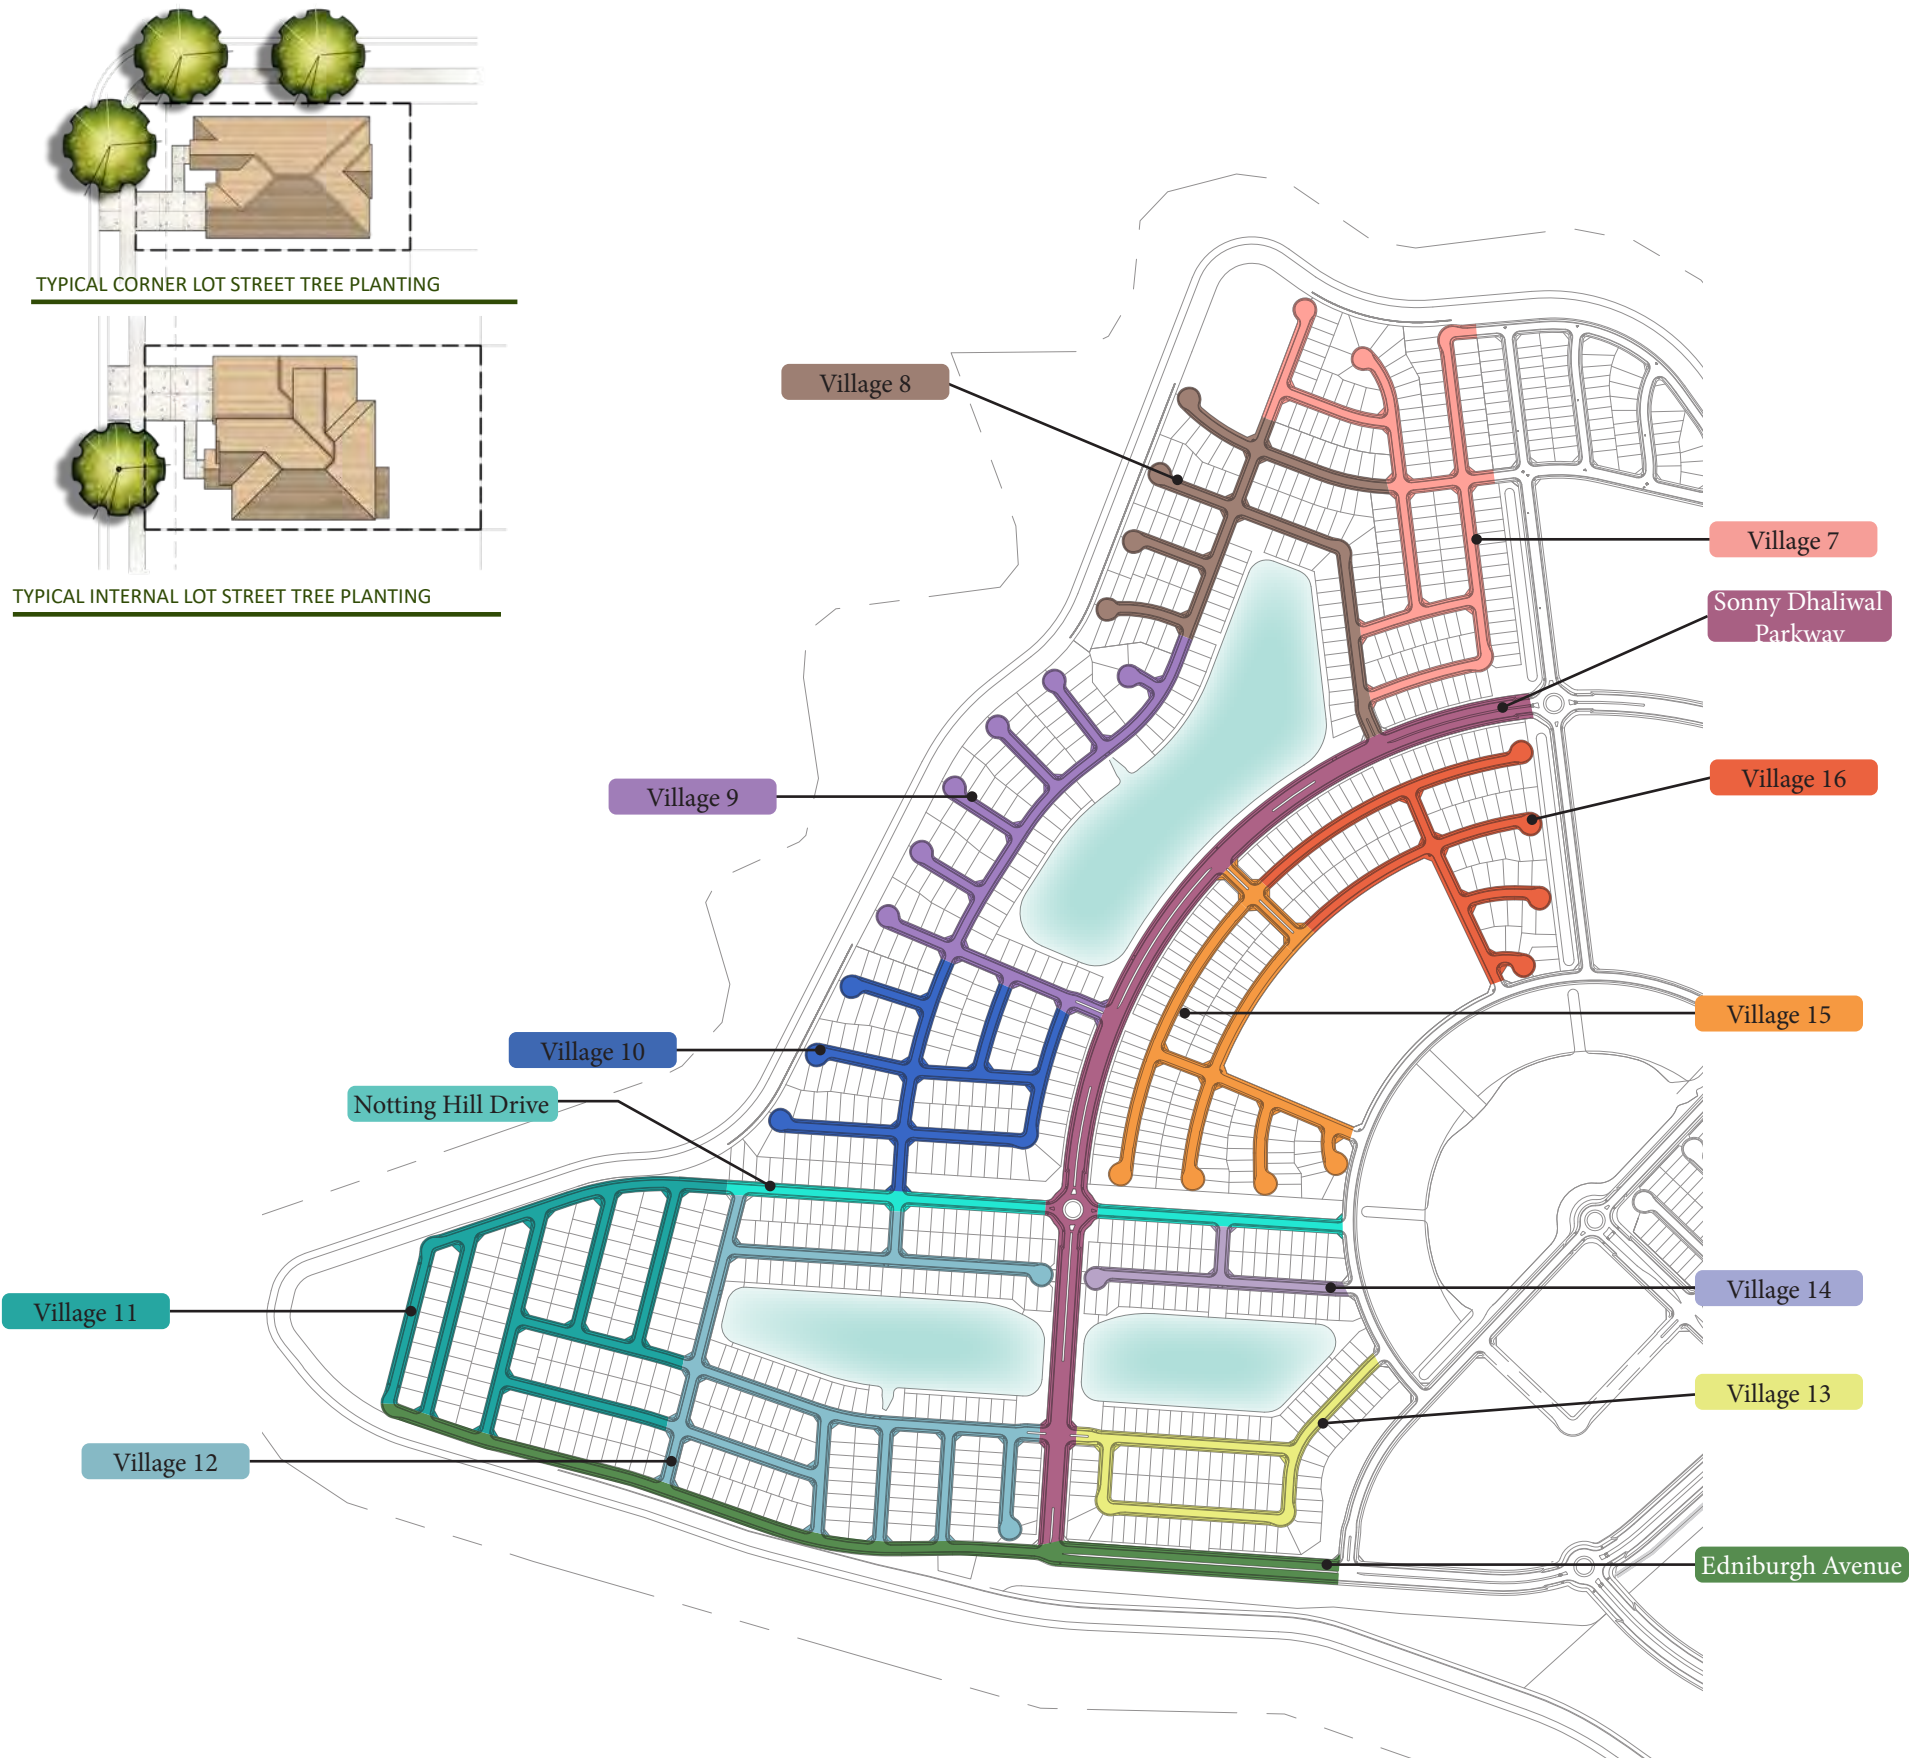 TYPICAL CORNER LOT STREET TREE PLANTING
TYPICAL INTERNAL LOT STREET TREE PLANTING
Village 8
Village 7
Sonny Dhaliwal
Parkway
Village 16
Village 9
Village 15
Village 10
Notting Hill Drive
Village 14
Village 11
Village 13
Village 12
Edniburgh Avenue